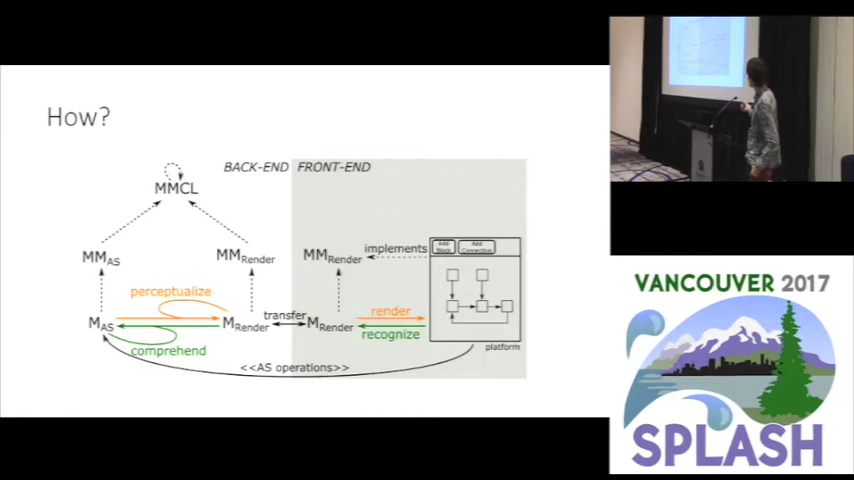 How?
BACK-END
FRONT-END
MMCL
MMAS
MMRender
MMRender
implements
Add Block
Add Connection
perceptualize
MAS
MRender
transfer
MRender
render
recognize
comprehend
platform
<<AS operations>>
VANCOUVER 2017
SPLASH